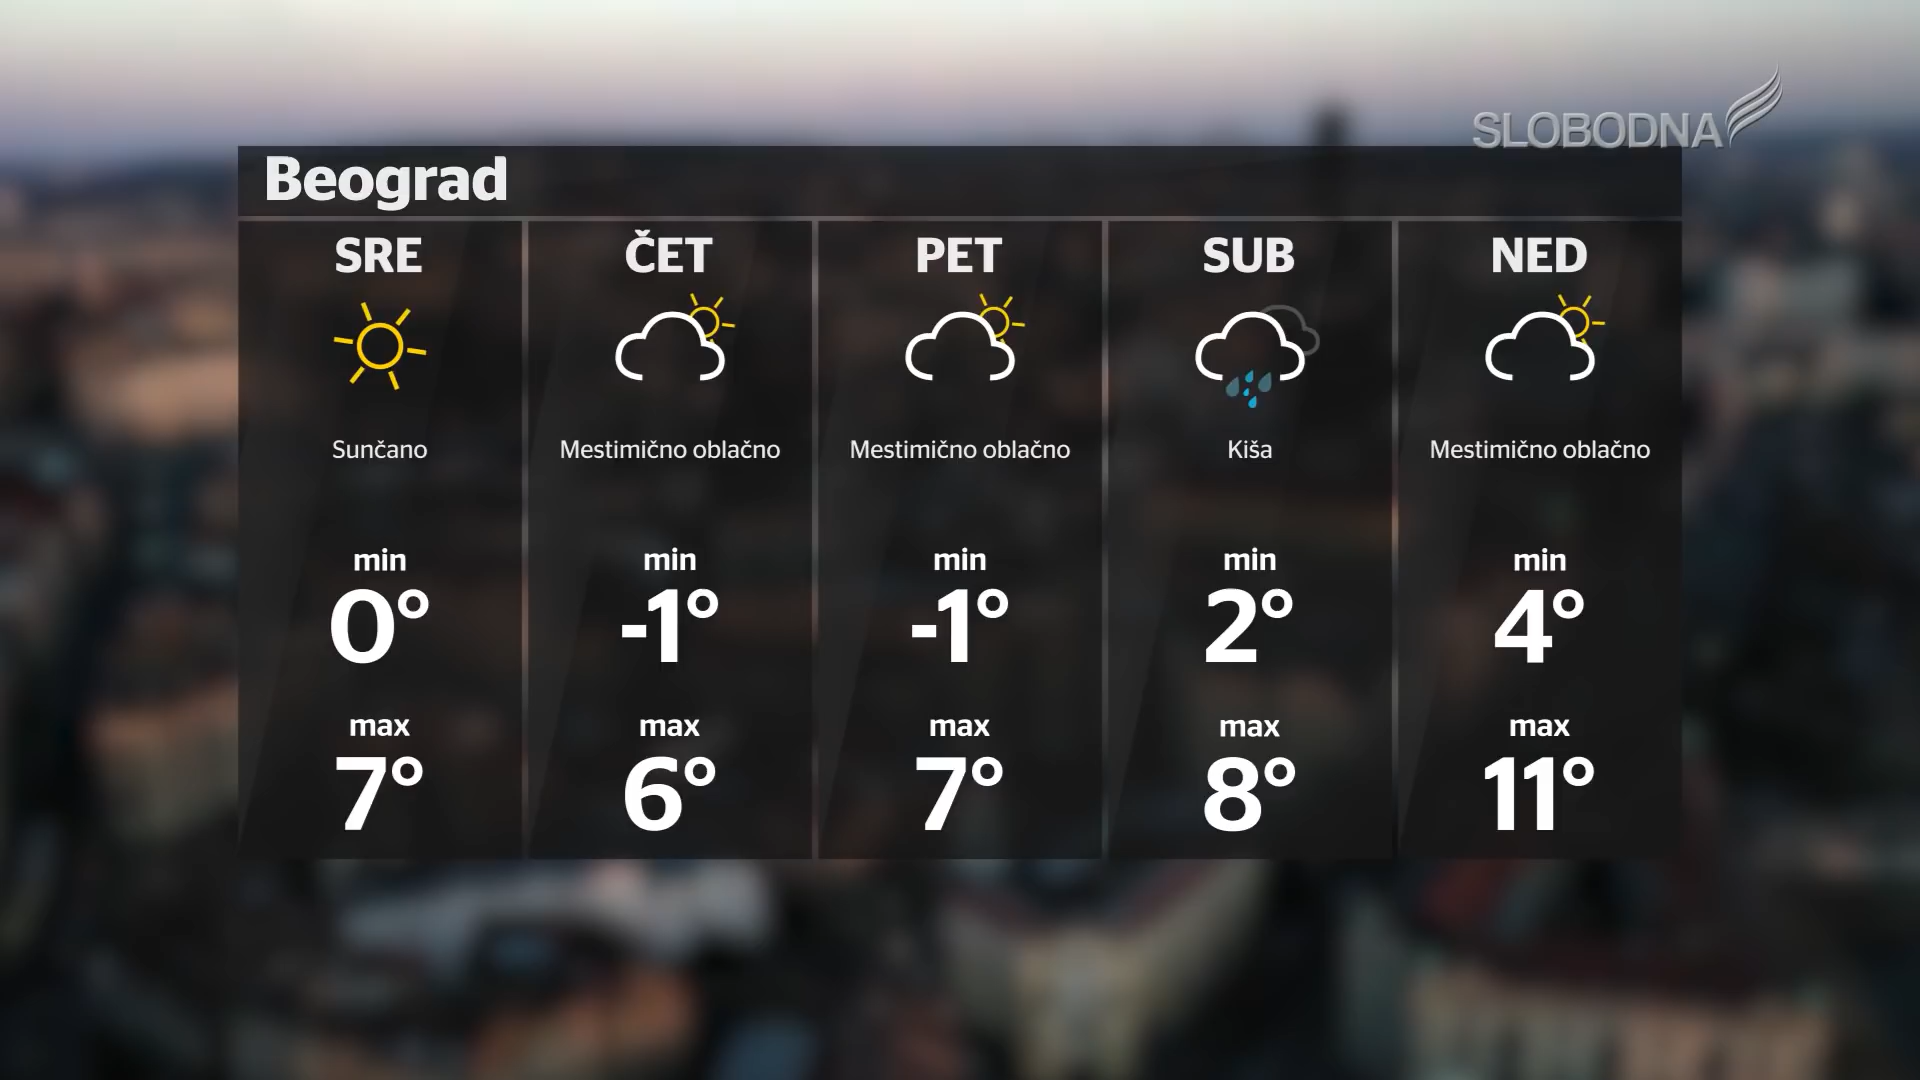 SLOBODNA
Beograd
SRE
Sunčano
min
0°
max
7°
ČET
Mestimično oblačno
min
-1°
max
6°
PET
Mestimično oblačno
min
-1°
max
7°
SUB
Kiša
min
2°
max
8°
NED
Mestimično oblačno
min
4°
max
11°